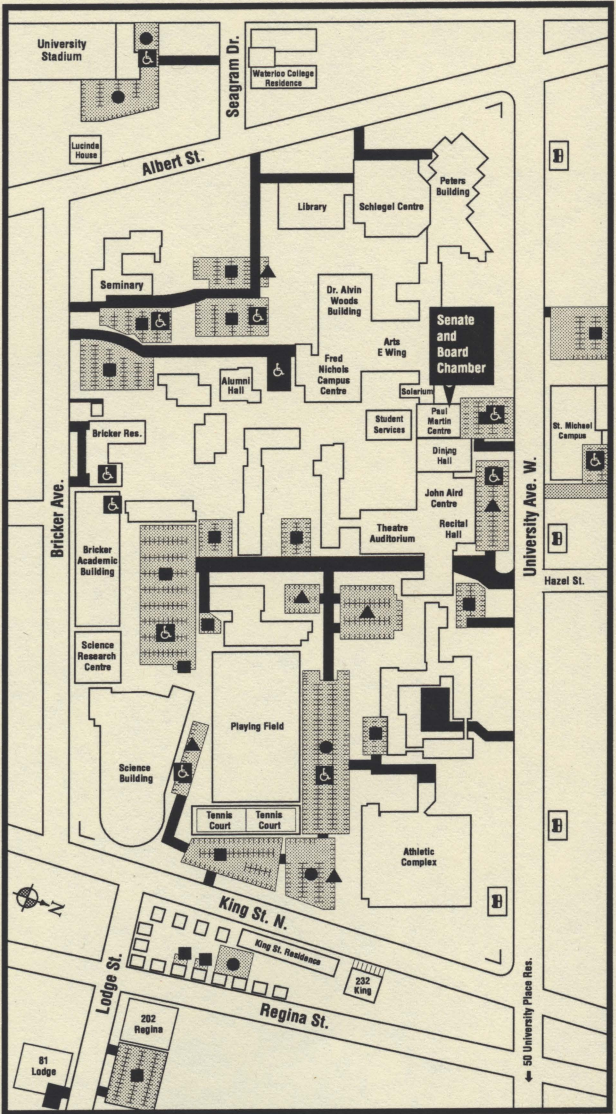 University
Stadium
Seagram Dr.
Waterloo College
Residence
Lucinda
House
Albert St.
Library
Schlegel Centre
Peters
Building
Seminary
Dr. Alvin
Woods
Building
Arts
E Wing
Senate
and
Board
Chamber
Fred
Nichols
Campus
Centre
Alumni
Hall
Solarium
Student
Services
Paul
Martin
Centre
Dining
Hall
St. Michael
Campus
Bricker Res.
Bricker Ave.
University Ave. W.
John Aird
Centre
Recital
Hall
Theatre
Auditorium
Bricker
Academic
Building
Hazel St.
Science
Research
Centre
Playing Field
Science
Building
Tennis
Court
Tennis
Court
Athletic
Complex
N
King St. N.
King St. Residence
232
King
Lodge St.
Regina St.
202
Regina
81
Lodge
← 50 University Place Res.